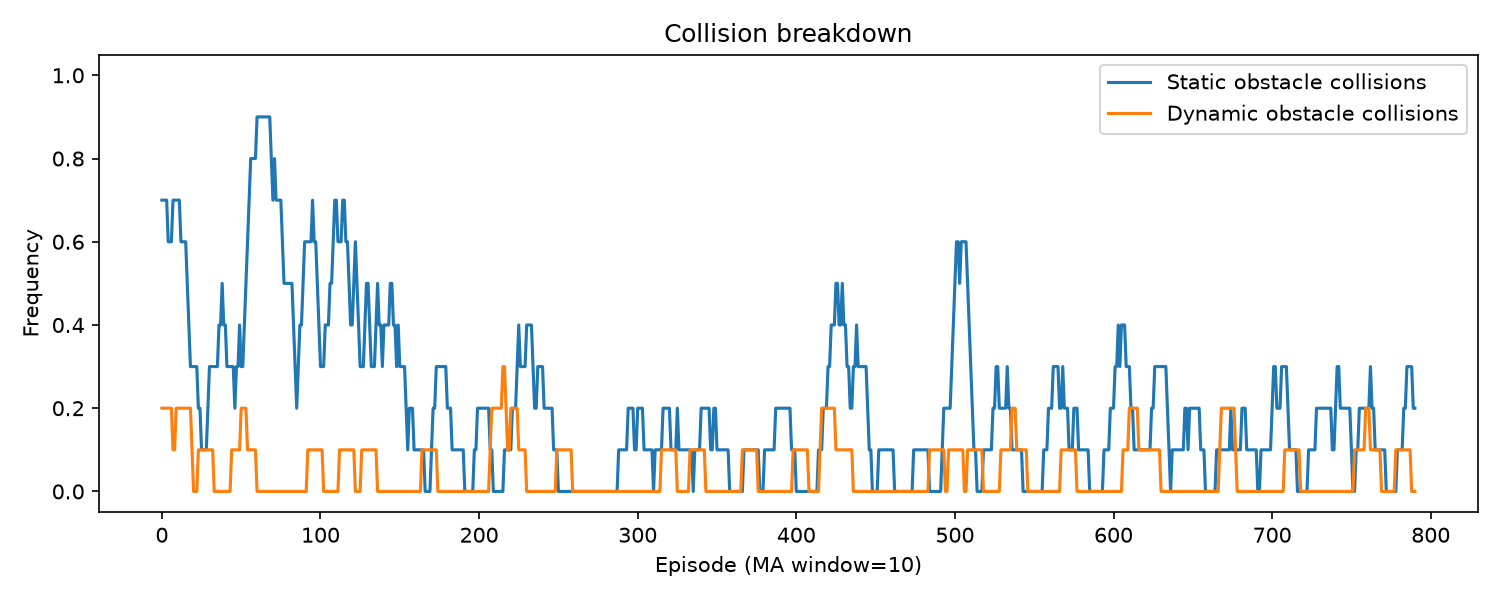 Collision breakdown
Static obstacle collisions
Dynamic obstacle collisions
Frequency
1.0
0.8
0.6
0.4
0.2
0.0
0 100 200 300 400 500 600 700 800
Episode (MA window=10)